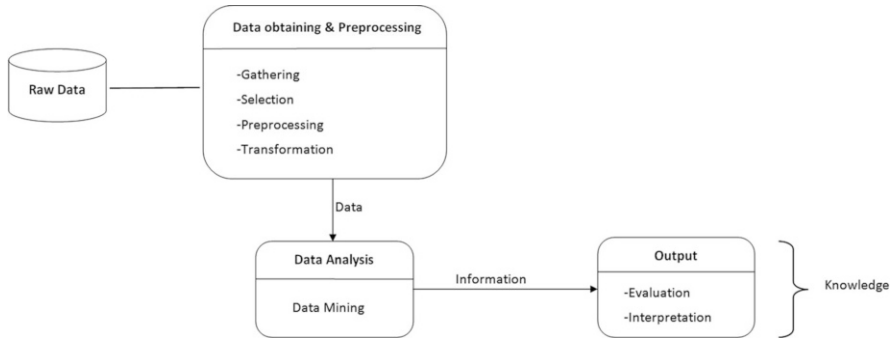 Data obtaining & Preprocessing
Raw Data
-Gathering
-Selection
-Preprocessing
-Transformation
Data
Data Analysis
Data Mining
Information
Output
-Evaluation
-Interpretation
Knowledge